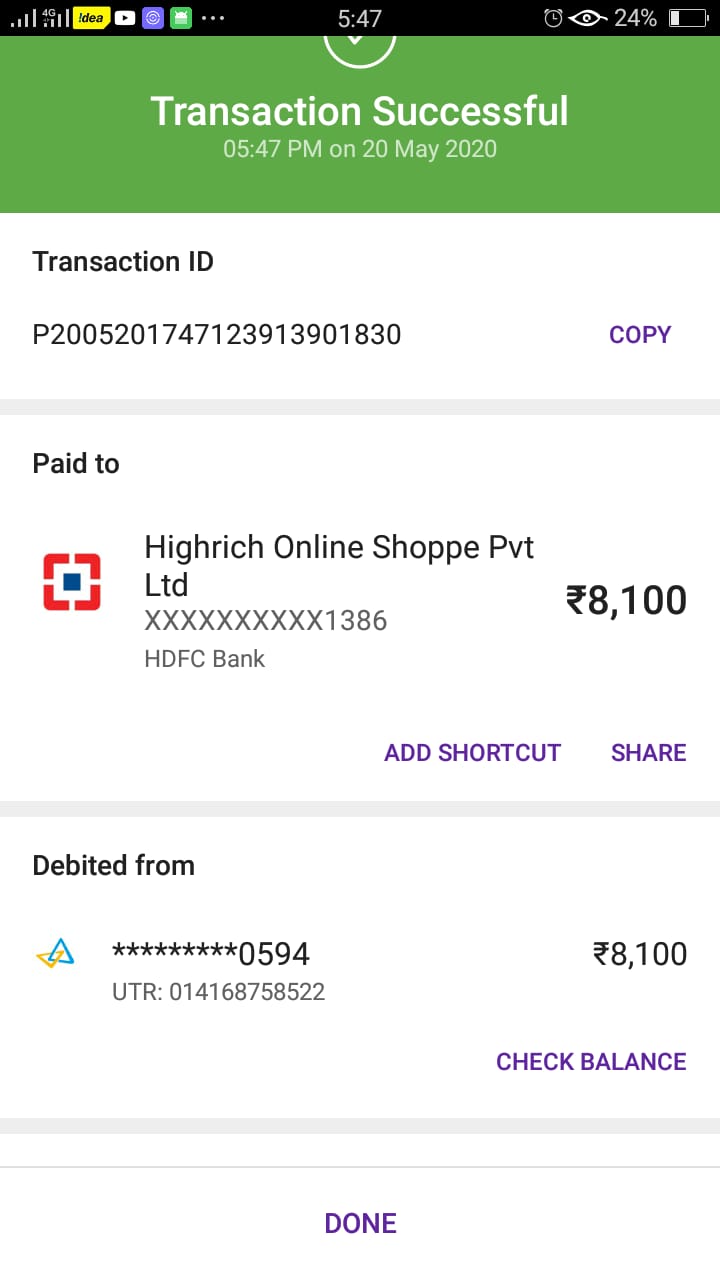 4G !dea 5:47 24%
Transaction Successful
05:47 PM on 20 May 2020
Transaction ID
P2005201747123913901830 COPY
Paid to
Highrich Online Shoppe Pvt
Ltd
₹8,100
XXXXXXXXXX1386
HDFC Bank
ADD SHORTCUT SHARE
Debited from
*********0594 ₹8,100
UTR: 014168758522
CHECK BALANCE
DONE